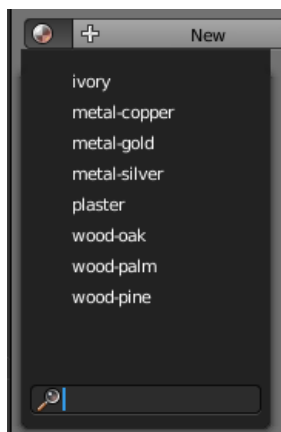 New
ivory
metal-copper
metal-gold
metal-silver
plaster
wood-oak
wood-palm
wood-pine